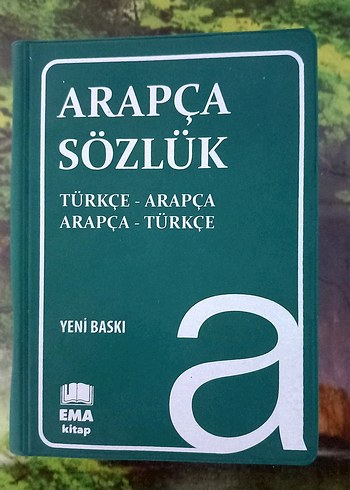 ARAPÇA
SÖZLÜK
TÜRKÇE - ARAPÇA
ARAPÇA - TÜRKÇE
YENİ BASKI
a
EMA
kitap